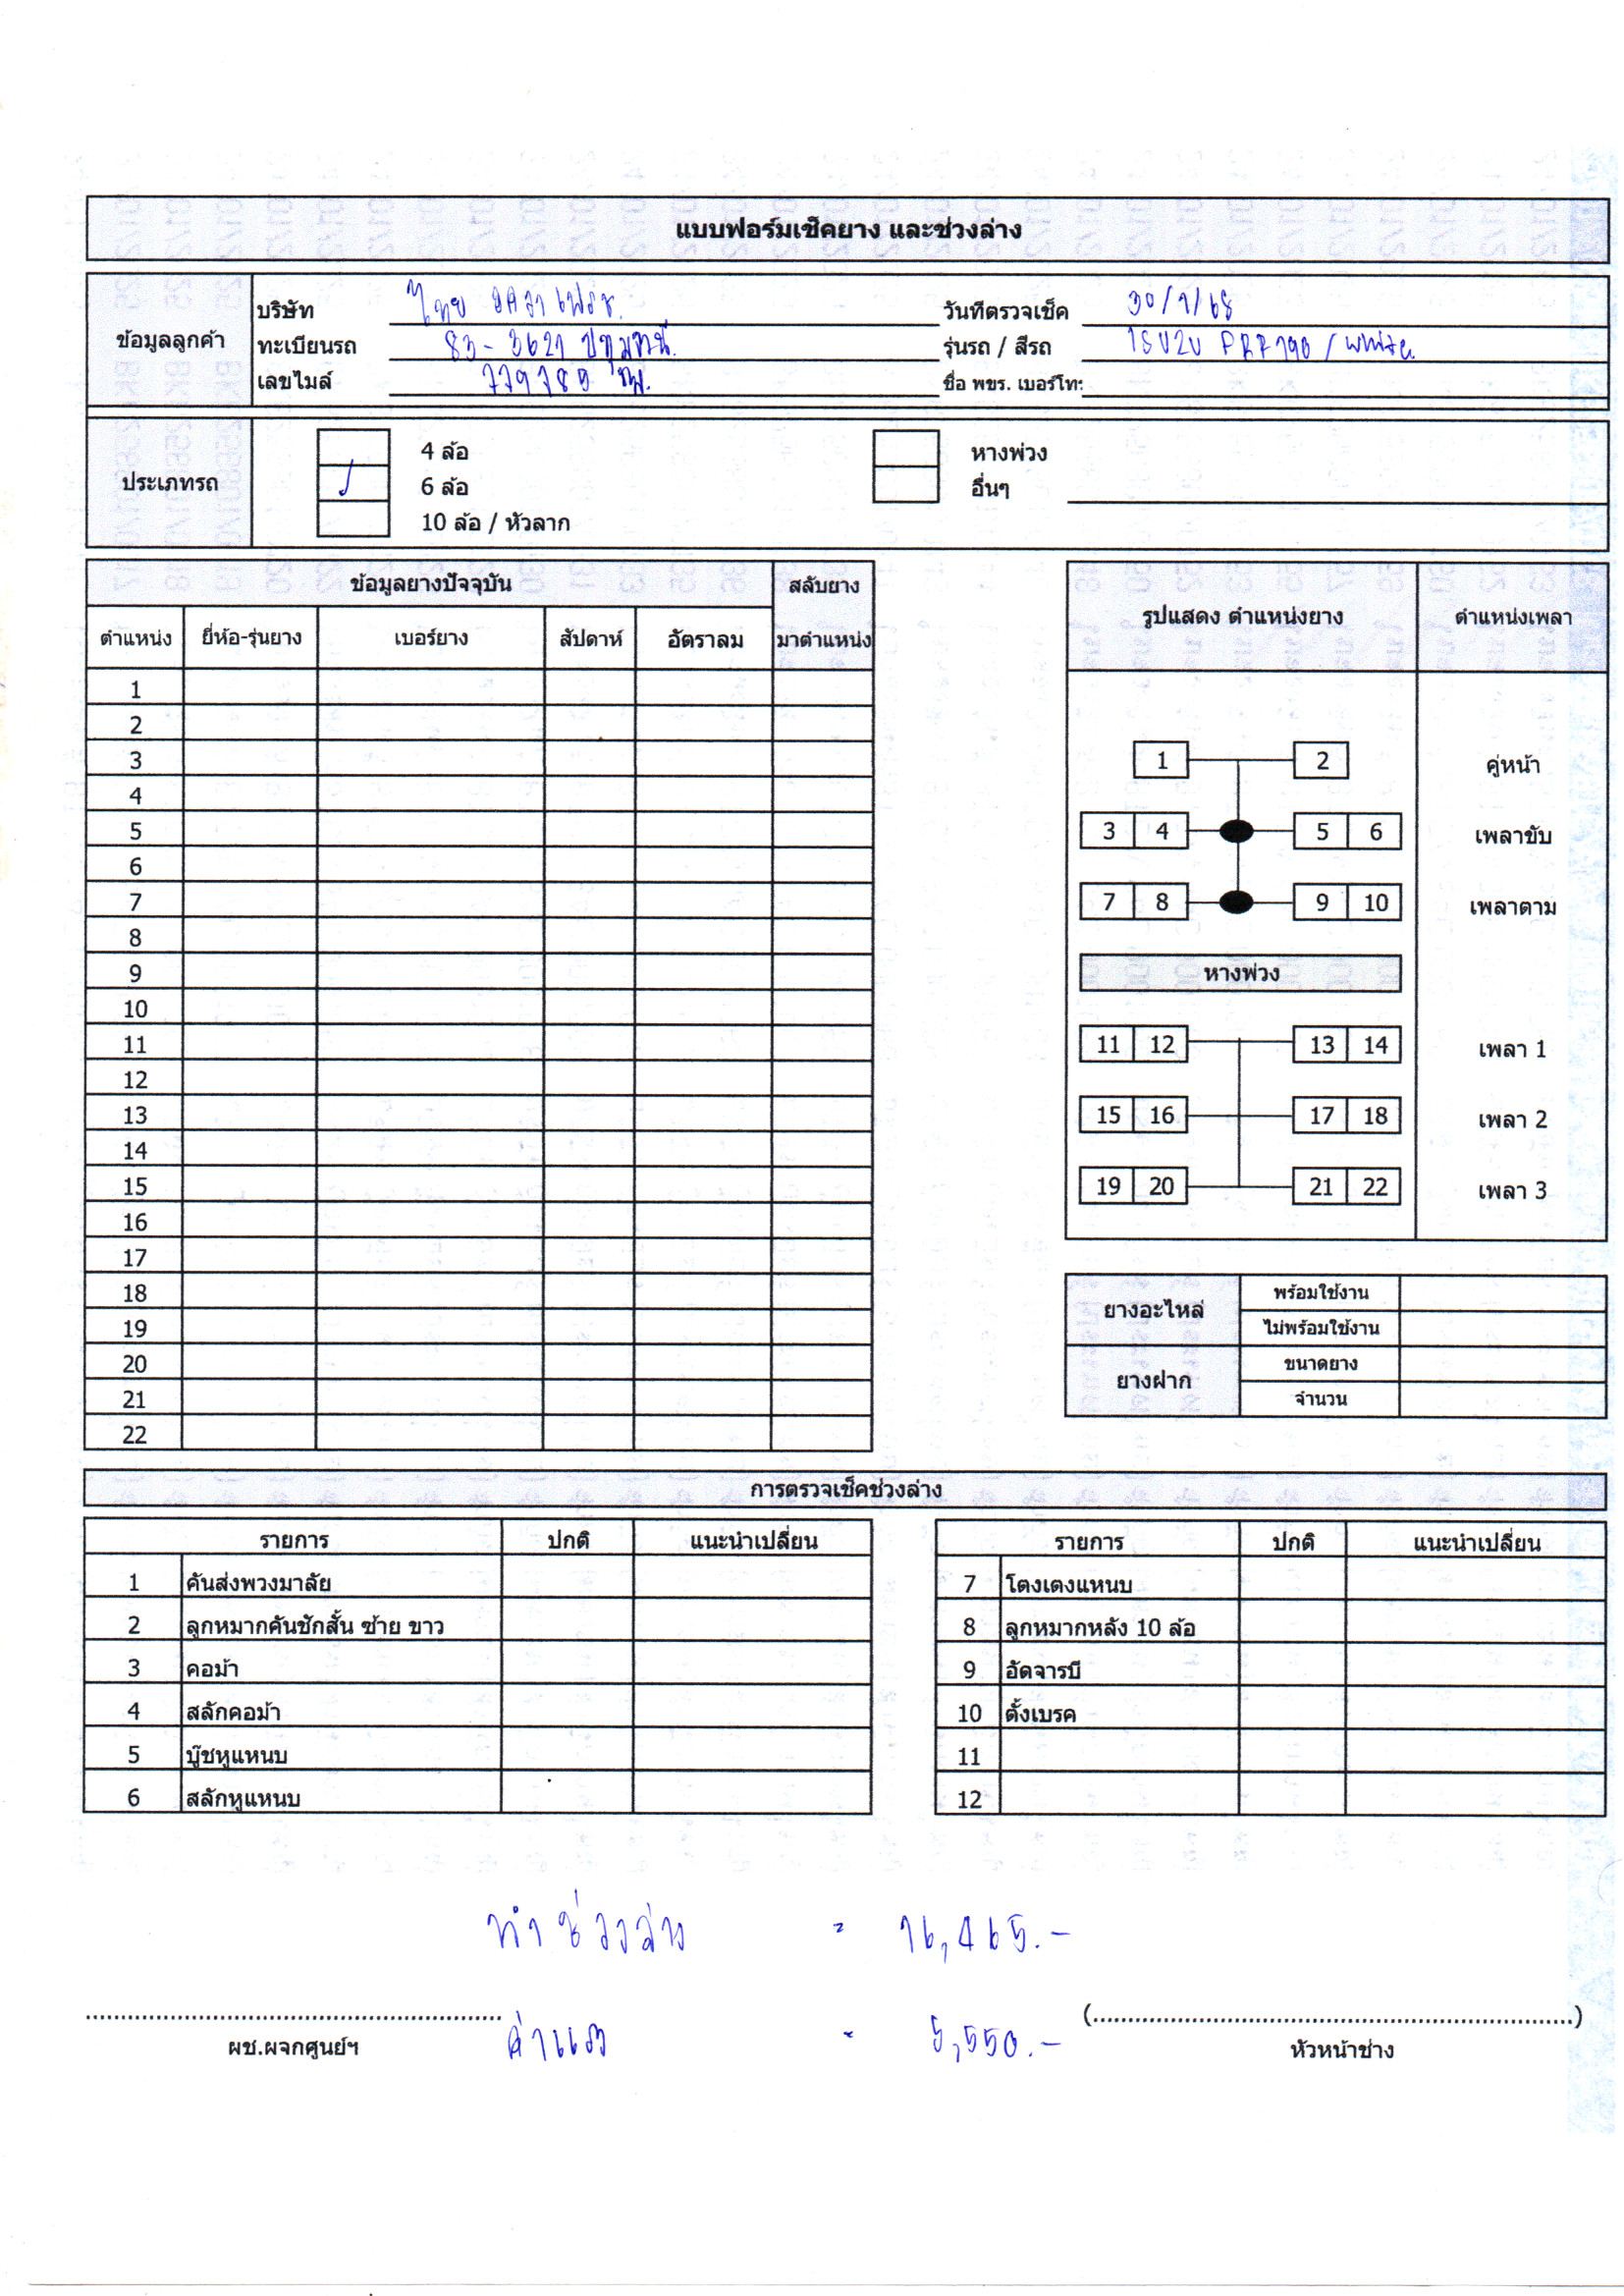 แบบฟอร์มเช็คยาง และช่วงล่าง
ข้อมูลลูกค้า
บริษัท ไทย
วันที่ตรวจเช็ค 30/1/68
ทะเบียนรถ 83-3621 ปทุมธานี
รุ่นรถ / สีรถ ISUZU / white
เลขไมล์ 779789 กม.
ชื่อ พขร. เบอร์โทร:
ประเภทรถ
4 ล้อ
หางพ่วง
6 ล้อ
อื่นๆ
10 ล้อ / หัวลาก
ข้อมูลยางปัจจุบัน สลับยาง
ตำแหน่ง ยี่ห้อ-รุ่นยาง เบอร์ยาง สัปดาห์ อัตราลม มาตำแหน่ง
1
2
3
4
5
6
7
8
9
10
11
12
13
14
15
16
17
18
19
20
21
22
รูปแสดง ตำแหน่งยาง ตำแหน่งเพลา
1 2 คู่หน้า
3 4 5 6 เพลาขับ
7 8 9 10 เพลาตาม
หางพ่วง
11 12 13 14 เพลา 1
15 16 17 18 เพลา 2
19 20 21 22 เพลา 3
ยางอะไหล่ พร้อมใช้งาน
ไม่พร้อมใช้งาน
ยางฝาก ขนาดยาง
จำนวน
การตรวจเช็คช่วงล่าง
รายการ ปกติ แนะนำเปลี่ยน
1 คันส่งพวงมาลัย
2 ลูกหมากคันชักสั้น ซ้าย ขาว
3 คอม้า
4 สลักคอม้า
5 บู๊ชหูแหนบ
6 สลักหูแหนบ
รายการ ปกติ แนะนำเปลี่ยน
7 โตงเตงแหนบ
8 ลูกหมากหลัง 10 ล้อ
9 อัดจารบี
10 ตั้งเบรค
11
12
ทำช่วงล่าง = 16,465.-
ค่าแรง = 5,550.-
ผช.ผจกศูนย์ฯ
(..........)
หัวหน้าช่าง